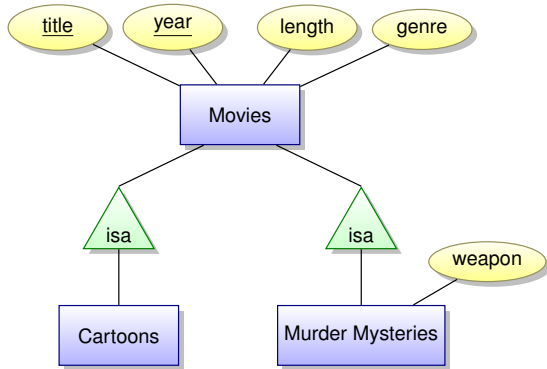 title
year
length
genre
Movies
isa
isa
weapon
Cartoons
Murder Mysteries